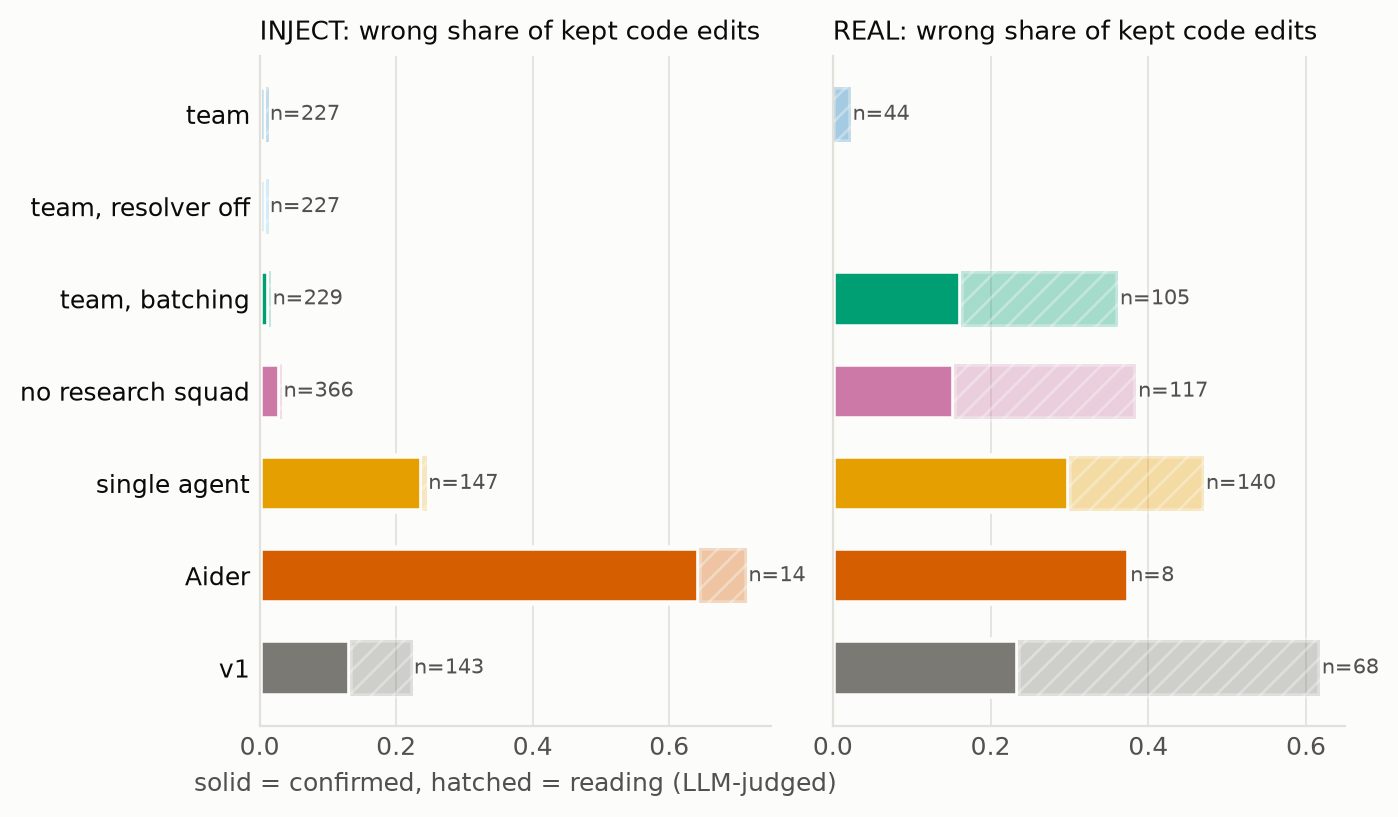 INJECT: wrong share of kept code edits
REAL: wrong share of kept code edits
team
n=227
n=44
team, resolver off
n=227
team, batching
n=229
n=105
no research squad
n=366
n=117
single agent
n=147
n=140
Aider
n=14
n=8
v1
n=143
n=68
0.0 0.2 0.4 0.6
0.0 0.2 0.4 0.6
solid = confirmed, hatched = reading (LLM-judged)